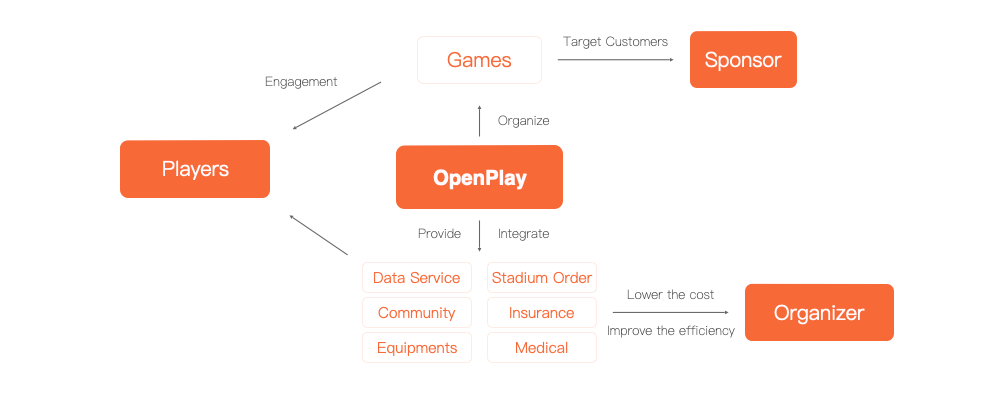 Target Customers
Games
Sponsor
Engagement
Organize
Players
OpenPlay
Provide
Integrate
Data Service
Stadium Order
Lower the cost
Community
Insurance
Organizer
Improve the efficiency
Equipments
Medical